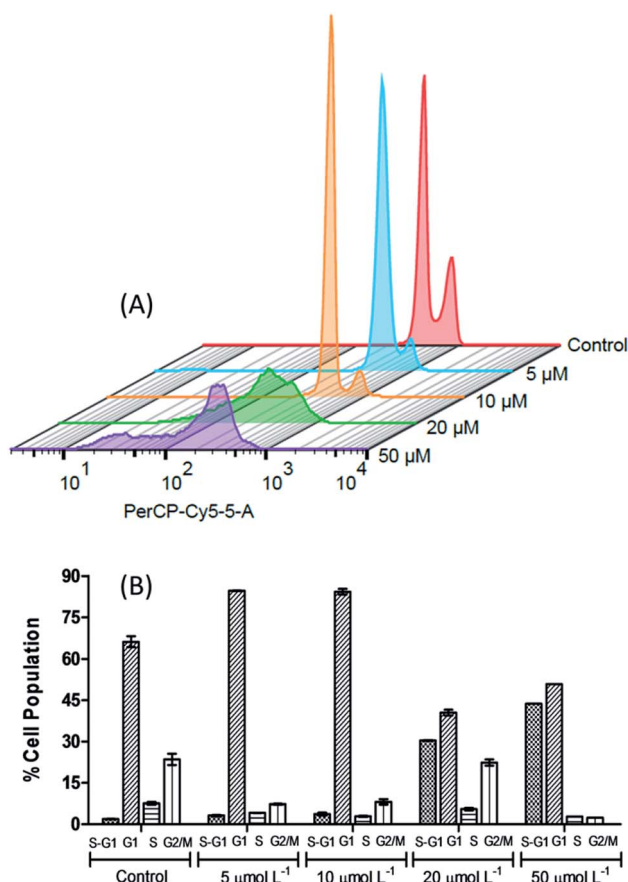 (A)
Control
5 µM
10 µM
20 µM
50 µM
10¹ 10² 10³ 10⁴
PerCP-Cy5-5-A
(B)
% Cell Population
90
75
60
45
30
15
0
S-G1 G1 S G2/M S-G1 G1 S G2/M S-G1 G1 S G2/M S-G1 G1 S G2/M S-G1 G1 S G2/M
Control 5 µmol L⁻¹ 10 µmol L⁻¹ 20 µmol L⁻¹ 50 µmol L⁻¹